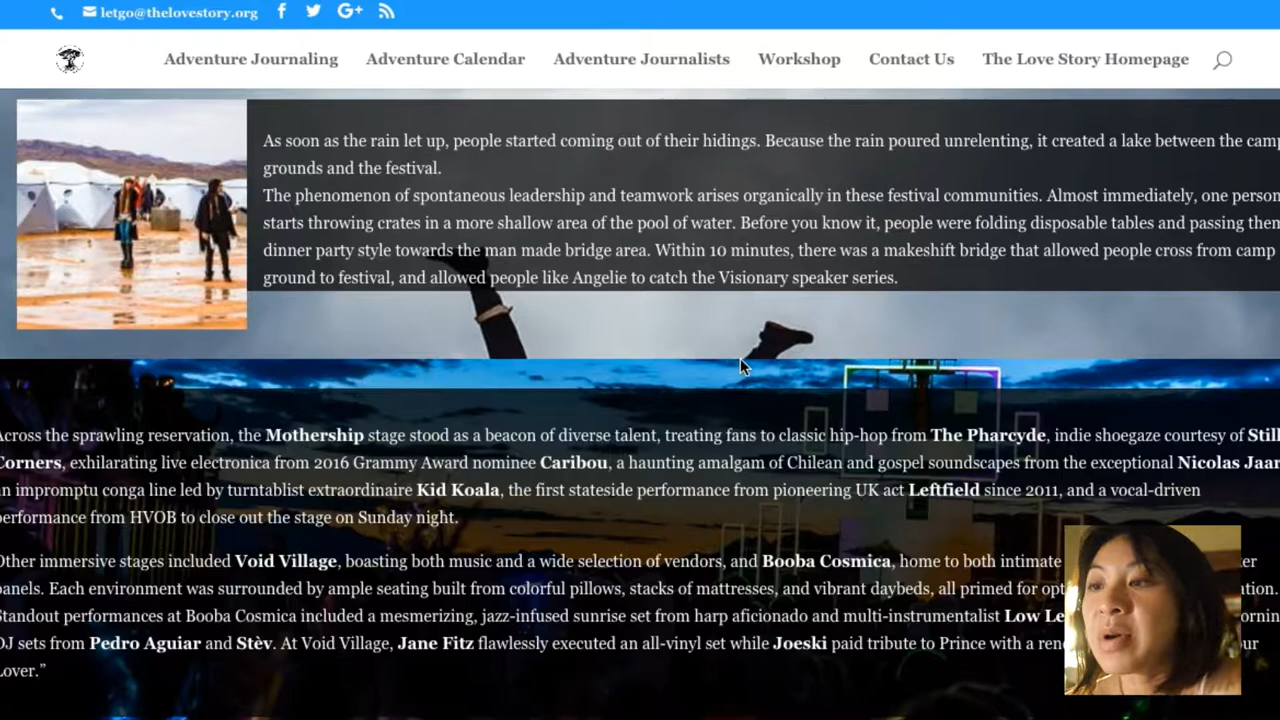 letgo@thelovestory.org
Adventure Journaling Adventure Calendar Adventure Journalists Workshop Contact Us The Love Story Homepage
As soon as the rain let up, people started coming out of their hidings. Because the rain poured unrelenting, it created a lake between the camp
grounds and the festival.
The phenomenon of spontaneous leadership and teamwork arises organically in these festival communities. Almost immediately, one person
starts throwing crates in a more shallow area of the pool of water. Before you know it, people were folding disposable tables and passing them
dinner party style towards the man made bridge area. Within 10 minutes, there was a makeshift bridge that allowed people cross from camp
ground to festival, and allowed people like Angelie to catch the Visionary speaker series.
Across the sprawling reservation, the Mothership stage stood as a beacon of diverse talent, treating fans to classic hip-hop from The Pharcyde, indie shoegaze courtesy of Still
Corners, exhilarating live electronica from 2016 Grammy Award nominee Caribou, a haunting amalgam of Chilean and gospel soundscapes from the exceptional Nicolas Jaar
an impromptu conga line led by turntablist extraordinaire Kid Koala, the first stateside performance from pioneering UK act Leftfield since 2011, and a vocal-driven
performance from HVOB to close out the stage on Sunday night.
Other immersive stages included Void Village, boasting both music and a wide selection of vendors, and Booba Cosmica, home to both intimate
panels. Each environment was surrounded by ample seating built from colorful pillows, stacks of mattresses, and vibrant daybeds, all primed for
Standout performances at Booba Cosmica included a mesmerizing, jazz-infused sunrise set from harp aficionado and multi-instrumentalist Low
DJ sets from Pedro Aguiar and Stèv. At Void Village, Jane Fitz flawlessly executed an all-vinyl set while Joeski paid tribute to Prince with a
Lover.”